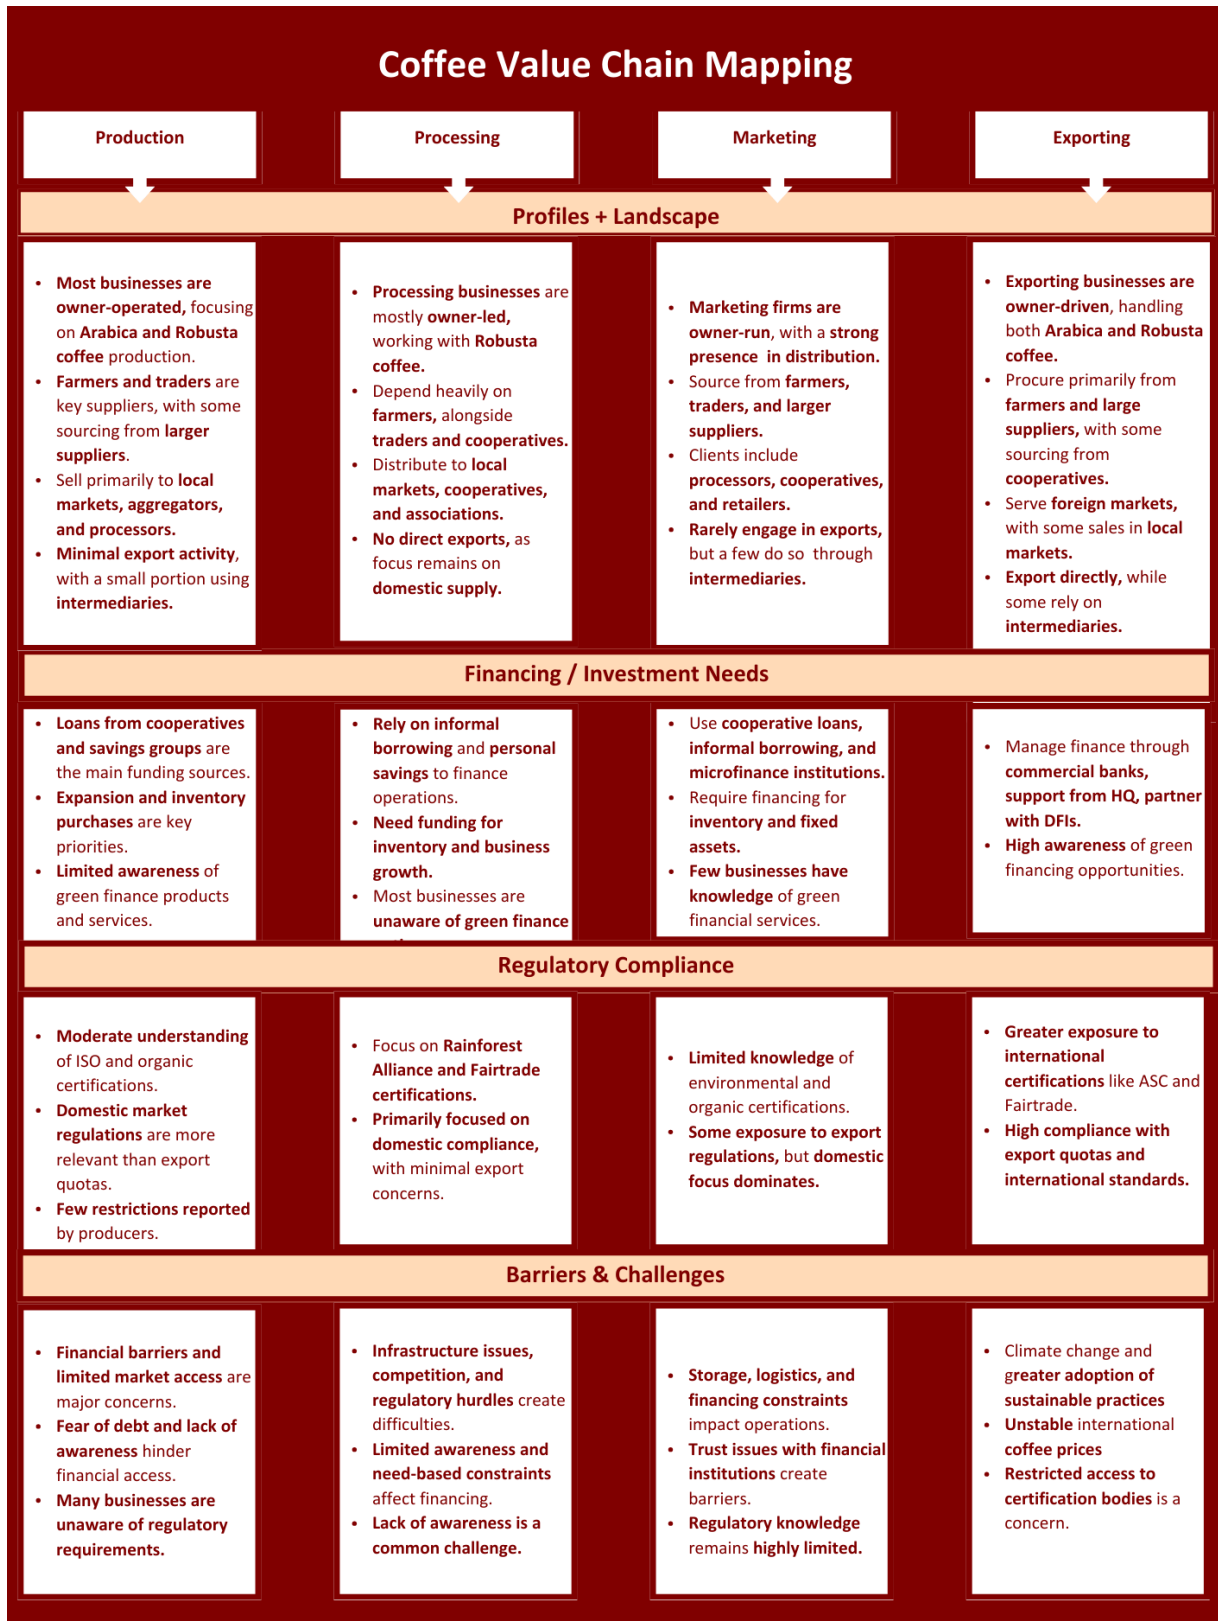 Coffee Value Chain Mapping
Production
Processing
Marketing
Exporting
Profiles + Landscape
• Most businesses are
owner-operated, focusing
on Arabica and Robusta
coffee production.
• Farmers and traders are
key suppliers, with some
sourcing from larger
suppliers.
• Sell primarily to local
markets, aggregators,
and processors.
• Minimal export activity,
with a small portion using
intermediaries.
• Processing businesses are
mostly owner-led,
working with Robusta
coffee.
• Depend heavily on
farmers, alongside
traders and cooperatives.
• Distribute to local
markets, cooperatives,
and associations.
• No direct exports, as
focus remains on
domestic supply.
• Marketing firms are
owner-run, with a strong
presence in distribution.
• Source from farmers,
traders, and larger
suppliers.
• Clients include
processors, cooperatives,
and retailers.
• Rarely engage in exports,
but a few do so through
intermediaries.
• Exporting businesses are
owner-driven, handling
both Arabica and Robusta
coffee.
• Procure primarily from
farmers and large
suppliers, with some
sourcing from
cooperatives.
• Serve foreign markets,
with some sales in local
markets.
• Export directly, while
some rely on
intermediaries.
Financing / Investment Needs
• Loans from cooperatives
and savings groups are
the main funding sources.
• Expansion and inventory
purchases are key
priorities.
• Limited awareness of
green finance products
and services.
• Rely on informal
borrowing and personal
savings to finance
operations.
• Need funding for
inventory and business
growth.
• Most businesses are
unaware of green finance
• Use cooperative loans,
informal borrowing, and
microfinance institutions.
• Require financing for
inventory and fixed
assets.
• Few businesses have
knowledge of green
financial services.
• Manage finance through
commercial banks,
support from HQ, partner
with DFIs.
• High awareness of green
financing opportunities.
Regulatory Compliance
• Moderate understanding
of ISO and organic
certifications.
• Domestic market
regulations are more
relevant than export
quotas.
• Few restrictions reported
by producers.
• Focus on Rainforest
Alliance and Fairtrade
certifications.
• Primarily focused on
domestic compliance,
with minimal export
concerns.
• Limited knowledge of
environmental and
organic certifications.
• Some exposure to export
regulations, but domestic
focus dominates.
• Greater exposure to
international
certifications like ASC and
Fairtrade.
• High compliance with
export quotas and
international standards.
Barriers & Challenges
• Financial barriers and
limited market access are
major concerns.
• Fear of debt and lack of
awareness hinder
financial access.
• Many businesses are
unaware of regulatory
requirements.
• Infrastructure issues,
competition, and
regulatory hurdles create
difficulties.
• Limited awareness and
need-based constraints
affect financing.
• Lack of awareness is a
common challenge.
• Storage, logistics, and
financing constraints
impact operations.
• Trust issues with financial
institutions create
barriers.
• Regulatory knowledge
remains highly limited.
• Climate change and
greater adoption of
sustainable practices
• Unstable international
coffee prices
• Restricted access to
certification bodies is a
concern.